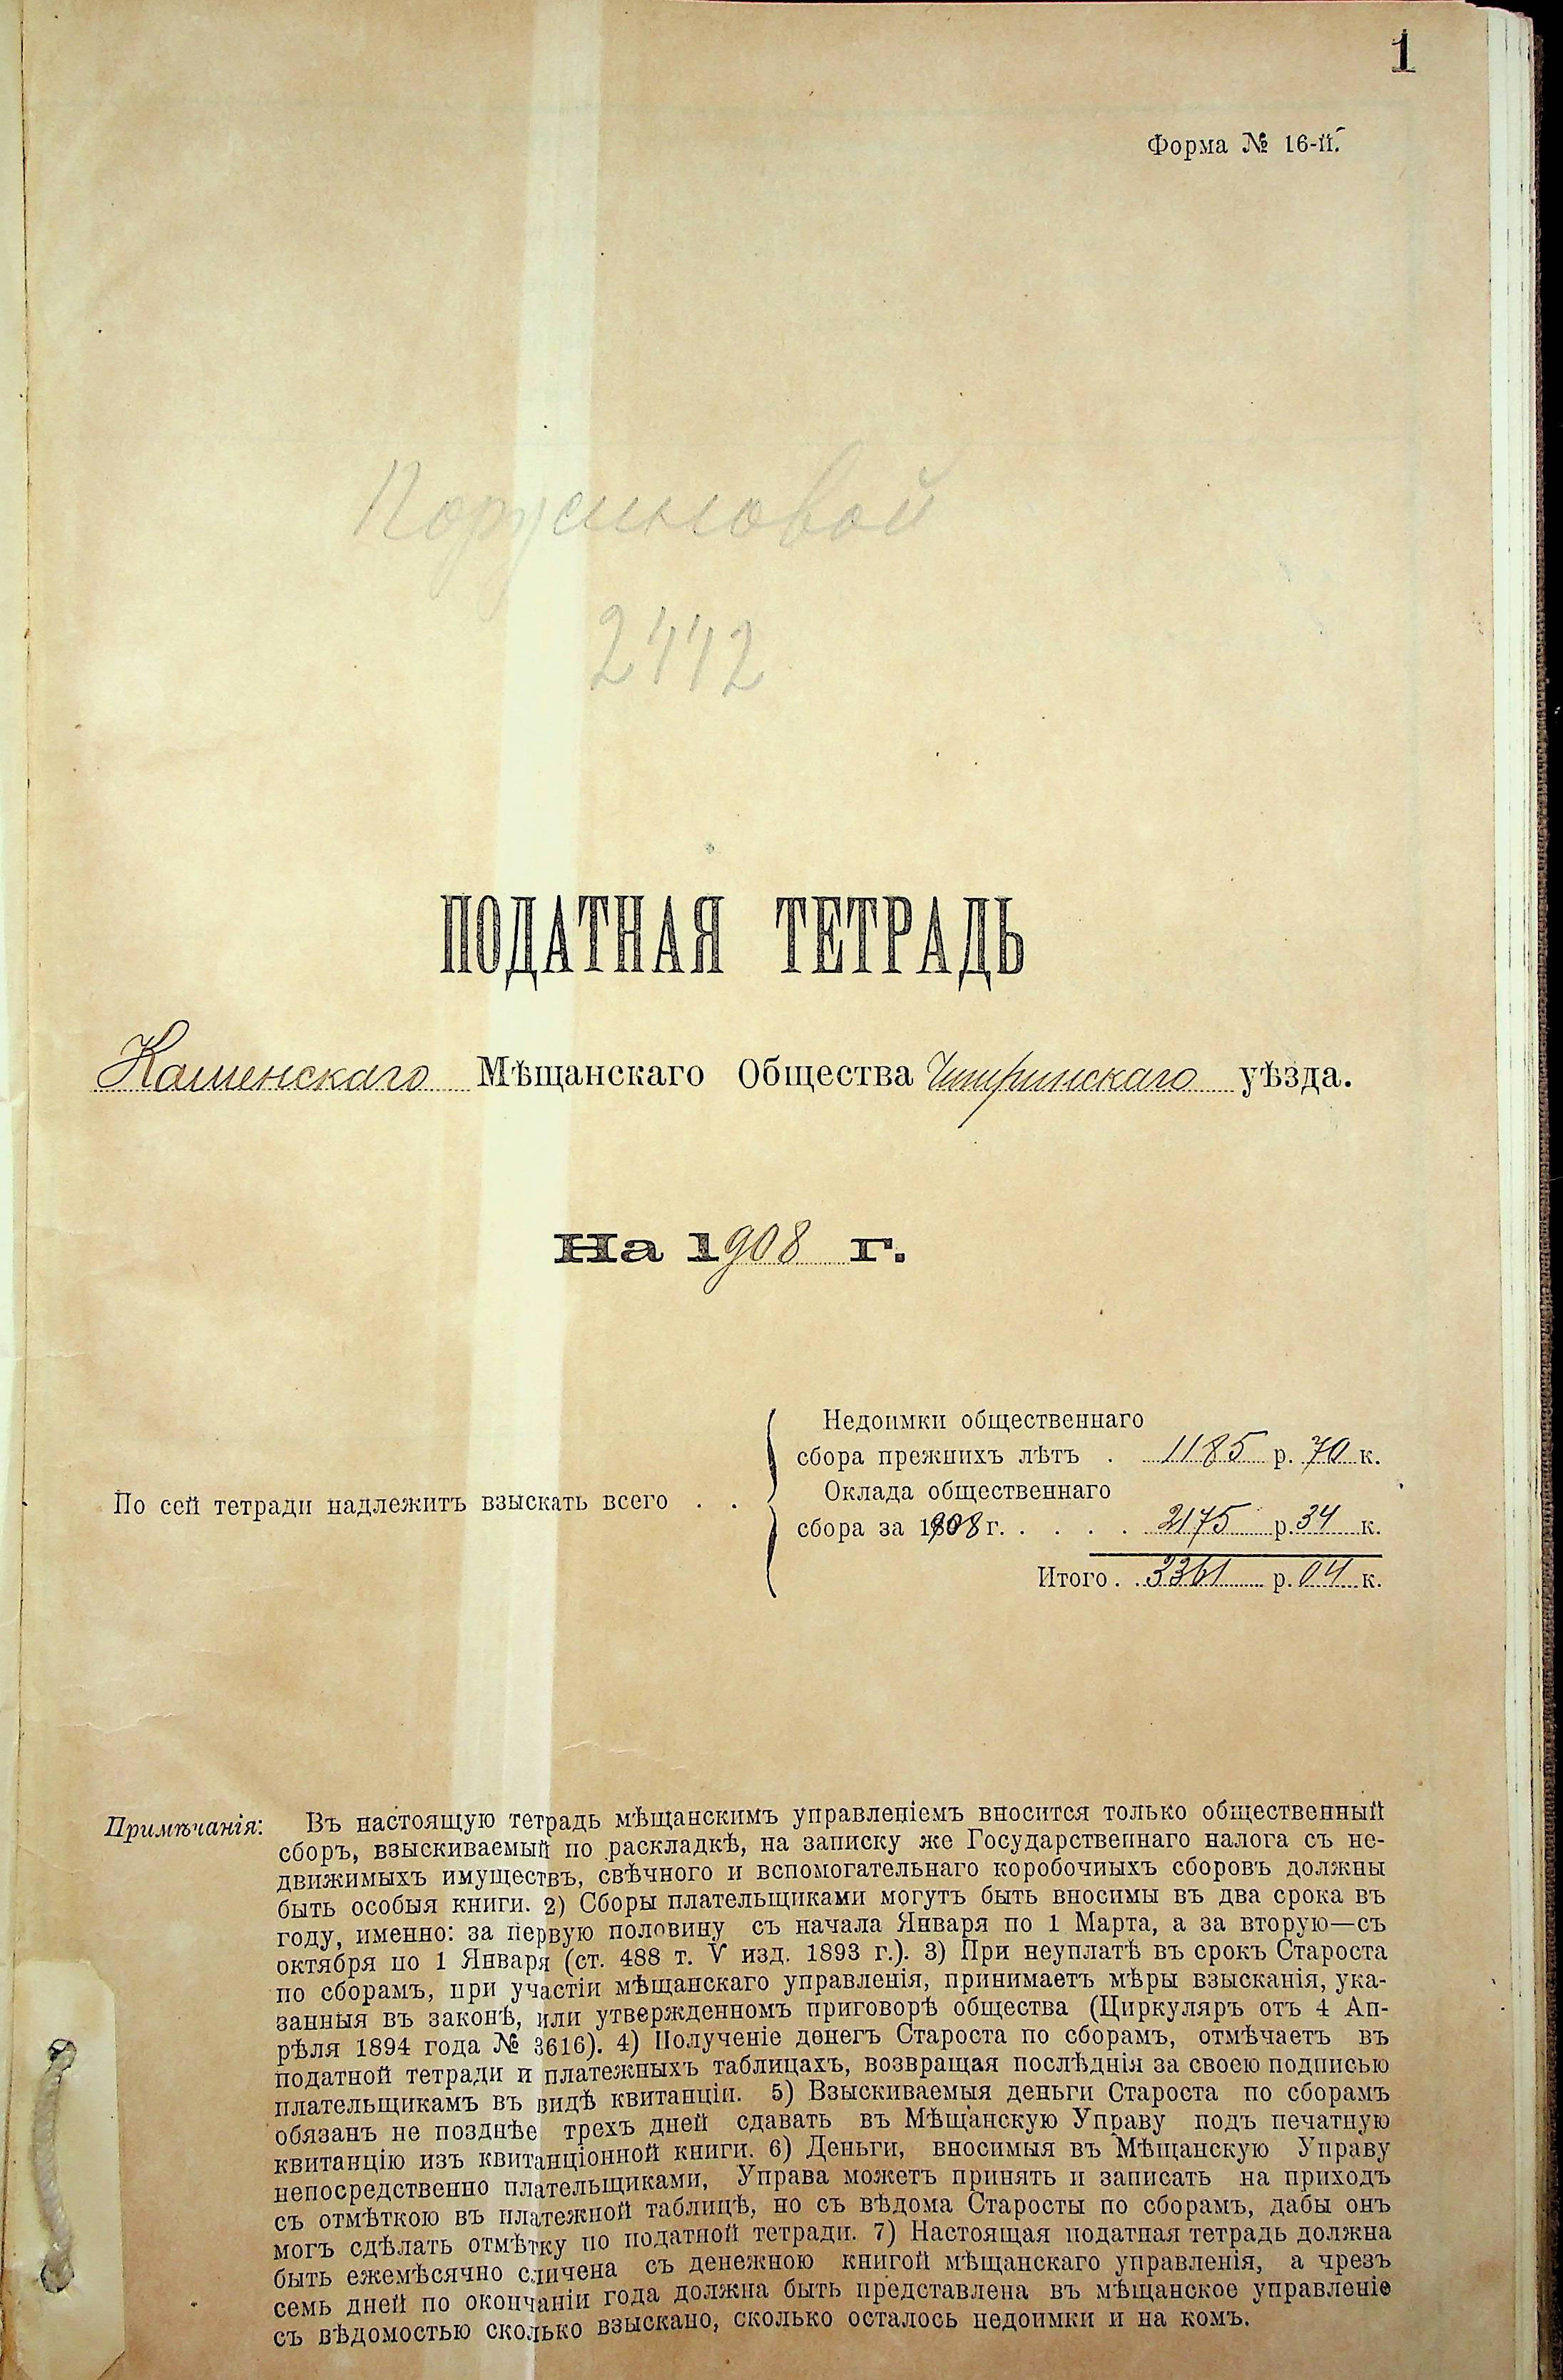 1
Форма № 16-й.
2442
ПОДАТНАЯ ТЕТРАДЬ
Каменскаго Мѣщанскаго Общества Чигиринскаго уѣзда.
На 1908 г.
Недоимки общественнаго
сбора прежнихъ лѣтъ . 1185 р. 70 к.
По сей тетради надлежитъ взыскать всего . .
Оклада общественнаго
сбора за 1908 г. . . . . 2175 р. 34 к.
Итого . . 3361 р. 04 к.
Примѣчанія: Въ настоящую тетрадь мѣщанскимъ управленіемъ вносится только общественный
сборъ, взыскиваемый по раскладкѣ, на записку же Государственнаго налога съ не-
движимыхъ имуществъ, свѣчного и вспомогательнаго коробочныхъ сборовъ должны
быть особыя книги. 2) Сборы плательщиками могутъ быть вносимы въ два срока въ
году, именно: за первую половину съ начала Января по 1 Марта, а за вторую—съ
октября по 1 Января (ст. 488 т. V изд. 1893 г.). 3) При неуплатѣ въ срокъ Староста
по сборамъ, при участіи мѣщанскаго управленія, принимаетъ мѣры взысканія, ука-
занныя въ законѣ, или утвержденномъ приговорѣ общества (Циркуляръ отъ 4 Ап-
рѣля 1894 года № 3616). 4) Полученіе денегъ Староста по сборамъ, отмѣчаетъ въ
податной тетради и платежныхъ таблицахъ, возвращая послѣднія за своею подписью
плательщикамъ въ видѣ квитанціи. 5) Взыскиваемыя деньги Староста по сборамъ
обязанъ не позднѣе трехъ дней сдавать въ Мѣщанскую Управу подъ печатную
квитанцію изъ квитанціонной книги. 6) Деньги, вносимыя въ Мѣщанскую Управу
непосредственно плательщиками, Управа можетъ принять и записать на приходъ
съ отмѣткою въ платежной таблицѣ, но съ вѣдома Старосты по сборамъ, дабы онъ
могъ сдѣлать отмѣтку по податной тетради. 7) Настоящая податная тетрадь должна
быть ежемѣсячно сличена съ денежною книгой мѣщанскаго управленія, а чрезъ
семь дней по окончаніи года должна быть представлена въ мѣщанское управленіе
съ вѣдомостью сколько взыскано, сколько осталось недоимки и на комъ.